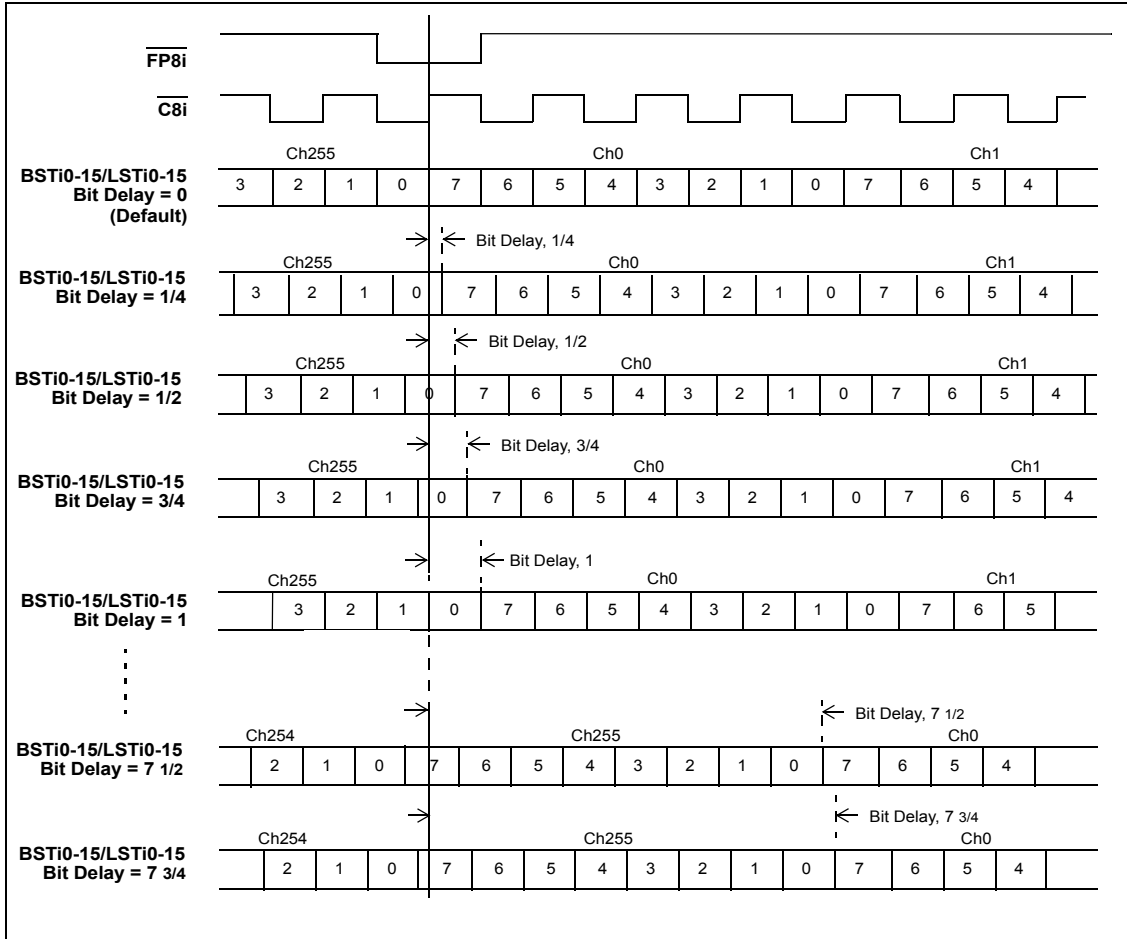 FP8i
C8i
Ch255 Ch0 Ch1
BSTi0-15/LSTi0-15
Bit Delay = 0
(Default)
3 2 1 0 7 6 5 4 3 2 1 0 7 6 5 4
Bit Delay, 1/4
Ch255 Ch0 Ch1
BSTi0-15/LSTi0-15
Bit Delay = 1/4
3 2 1 0 7 6 5 4 3 2 1 0 7 6 5 4
Bit Delay, 1/2
Ch255 Ch0 Ch1
BSTi0-15/LSTi0-15
Bit Delay = 1/2
3 2 1 0 7 6 5 4 3 2 1 0 7 6 5 4
Bit Delay, 3/4
Ch255 Ch0 Ch1
BSTi0-15/LSTi0-15
Bit Delay = 3/4
3 2 1 0 7 6 5 4 3 2 1 0 7 6 5 4
Bit Delay, 1
Ch255 Ch0 Ch1
BSTi0-15/LSTi0-15
Bit Delay = 1
3 2 1 0 7 6 5 4 3 2 1 0 7 6 5
Bit Delay, 7 1/2
Ch254 Ch255 Ch0
BSTi0-15/LSTi0-15
Bit Delay = 7 1/2
2 1 0 7 6 5 4 3 2 1 0 7 6 5 4
Bit Delay, 7 3/4
Ch254 Ch255 Ch0
BSTi0-15/LSTi0-15
Bit Delay = 7 3/4
2 1 0 7 6 5 4 3 2 1 0 7 6 5 4